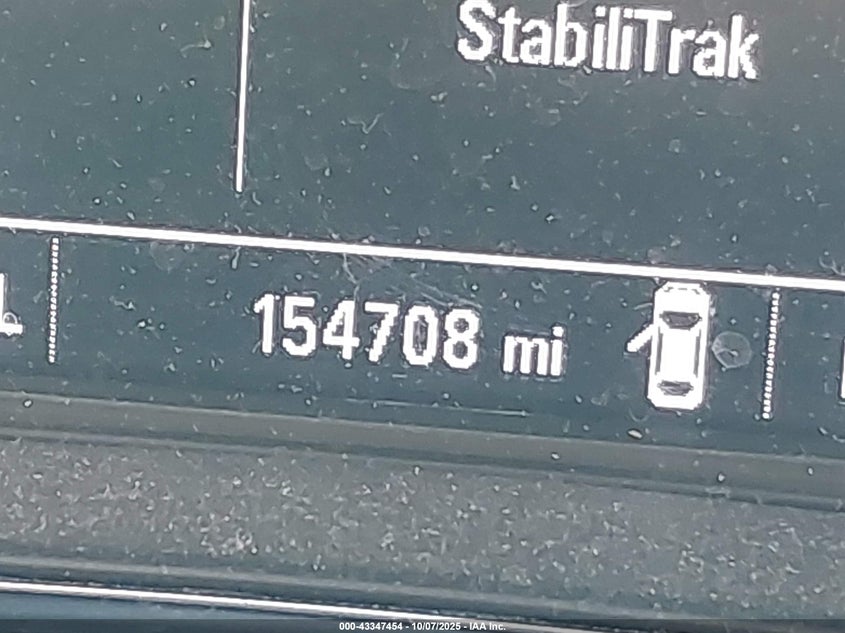 StabiliTrak
154708 mi
000-43347454 - 10/07/2025 - IAA Inc.